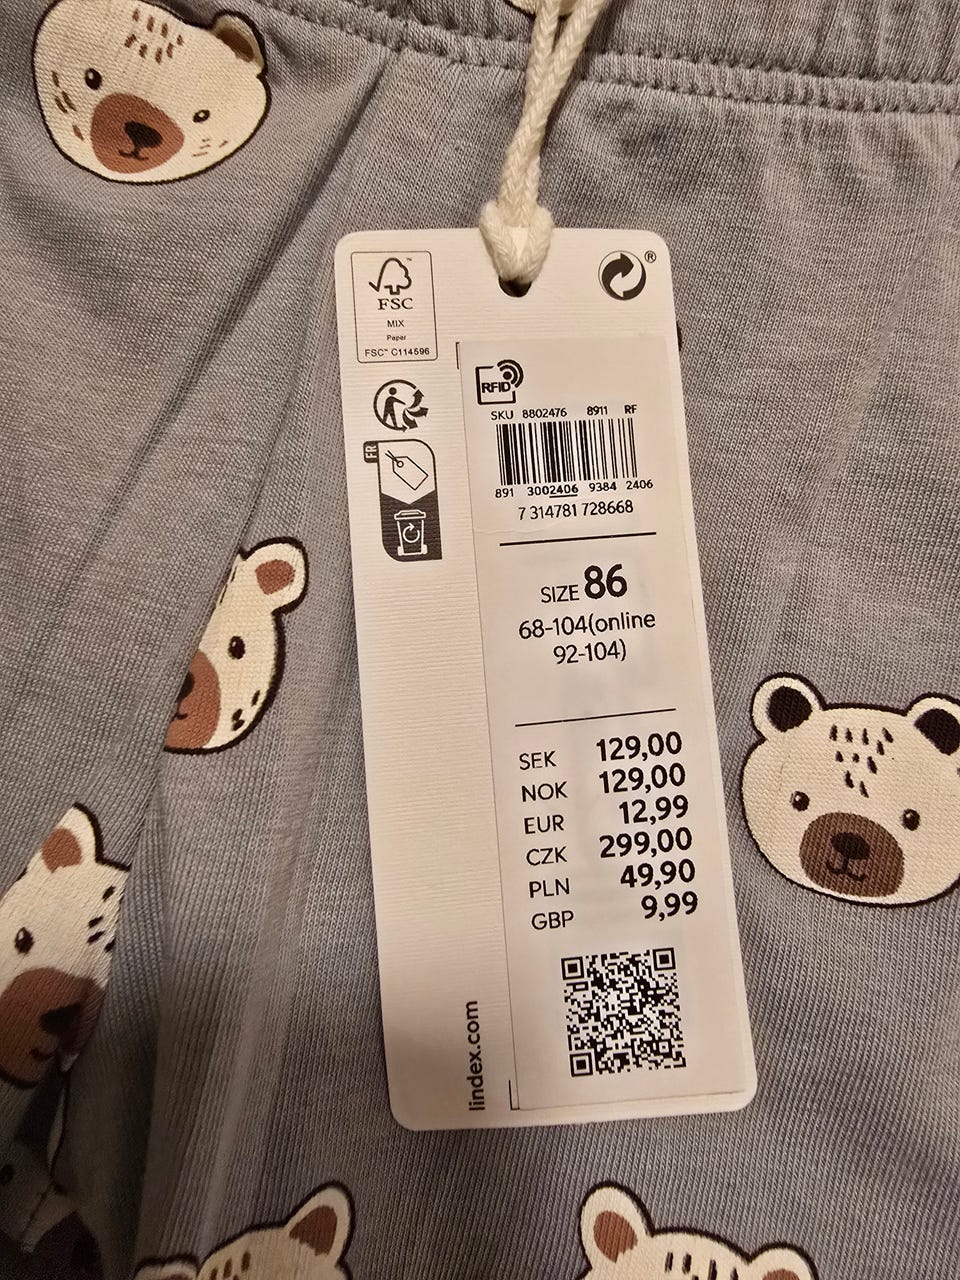 FSC™
MIX
Paper
FSC™ C114596
®
FR
RFID
SKU 8802476 8911 RF
891 3002406 9384 2406
7 314781 728668
SIZE 86
68-104(online
92-104)
SEK 129,00
NOK 129,00
EUR 12,99
CZK 299,00
PLN 49,90
GBP 9,99
lindex.com